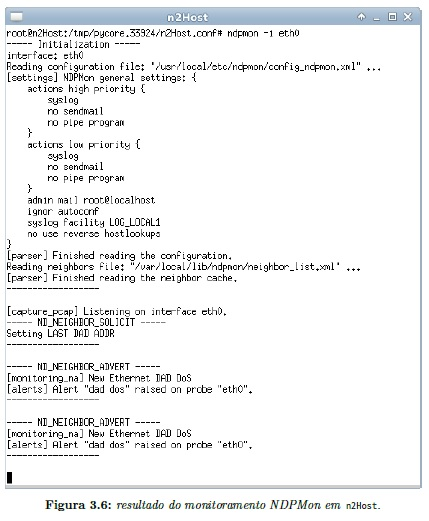 n2Host
root@n2Host:/tmp/pycore.33924/n2Host.conf# ndpmon -i eth0
----- Initialization -----
interface: eth0
Reading configuration file: "/usr/local/etc/ndpmon/config_ndpmon.xml" ...
[settings] NDPMon general settings: {
    actions high priority {
        syslog
        no sendmail
        no pipe program
    }
    actions low priority {
        syslog
        no sendmail
        no pipe program
    }
    admin mail root@localhost
    ignor autoconf
    syslog facility LOG_LOCAL1
    no use reverse hostlookups
}
[parser] Finished reading the configuration.
Reading neighbors file: "/var/local/lib/ndpmon/neighbor_list.xml" ...
[parser] Finished reading the neighbor cache.
------------------
[capture_pcap] Listening on interface eth0.
----- ND_NEIGHBOR_SOLICIT -----
Setting LAST DAD ADDR
------------------
----- ND_NEIGHBOR_ADVERT -----
[monitoring_na] New Ethernet DAD DoS
[alerts] Alert "dad dos" raised on probe "eth0".
------------------
----- ND_NEIGHBOR_ADVERT -----
[monitoring_na] New Ethernet DAD DoS
[alerts] Alert "dad dos" raised on probe "eth0".
------------------
Figura 3.6: resultado do monitoramento NDPMon em n2Host.